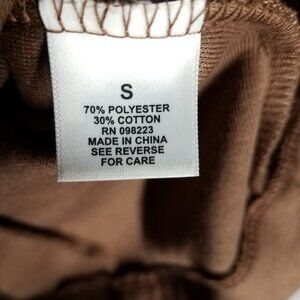 S
70% POLYESTER
30% COTTON
RN 098223
MADE IN CHINA
SEE REVERSE
FOR CARE